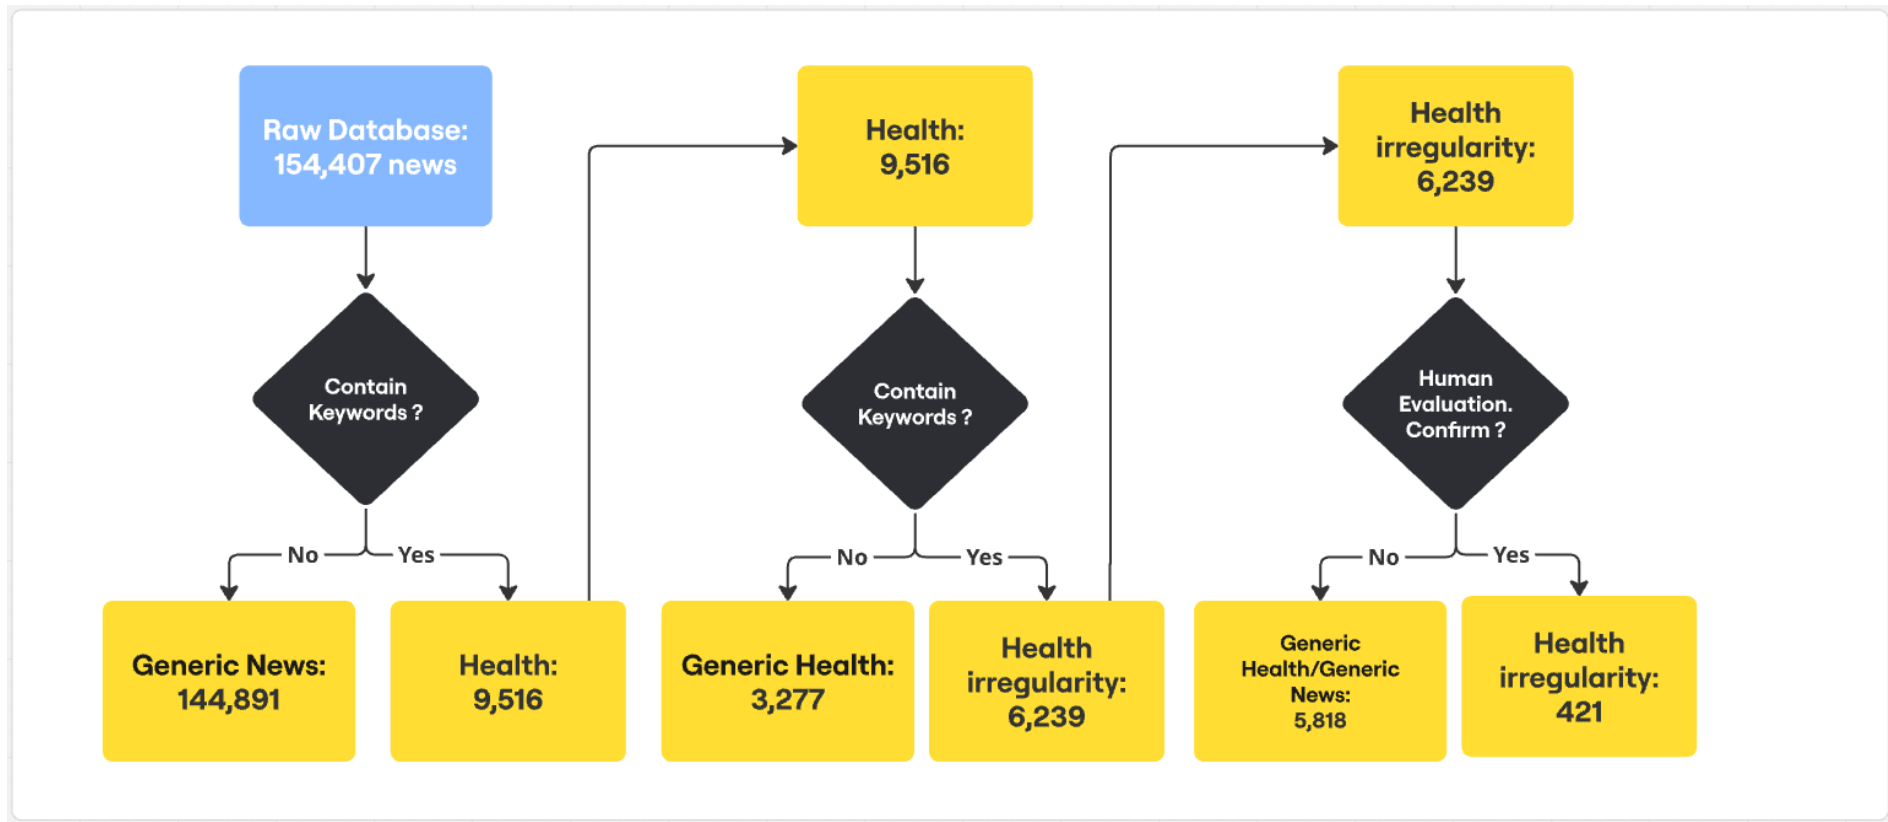 Raw Database:
154,407 news
Health:
9,516
Health
irregularity:
6,239
Contain
Keywords ?
Contain
Keywords ?
Human
Evaluation.
Confirm ?
No
Yes
No
Yes
No
Yes
Generic News:
144,891
Health:
9,516
Generic Health:
3,277
Health
irregularity:
6,239
Generic
Health/Generic
News:
5,818
Health
irregularity:
421